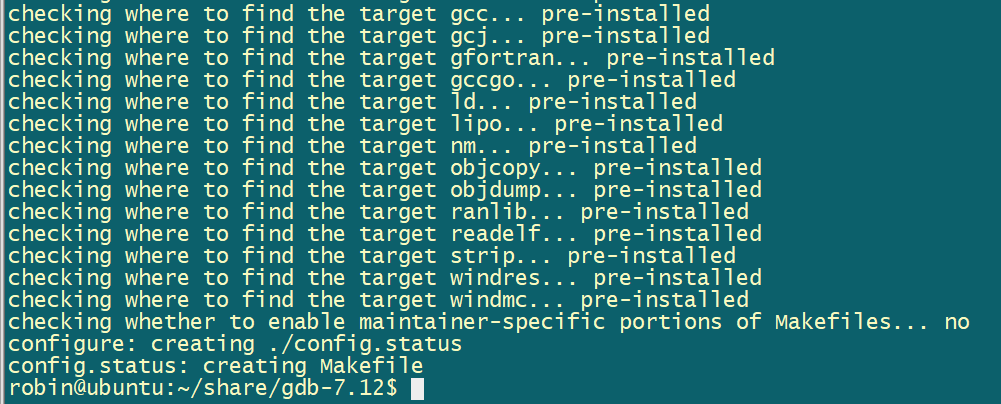 checking where to find the target gcc... pre-installed
checking where to find the target gcj... pre-installed
checking where to find the target gfortran... pre-installed
checking where to find the target gccgo... pre-installed
checking where to find the target ld... pre-installed
checking where to find the target lipo... pre-installed
checking where to find the target nm... pre-installed
checking where to find the target objcopy... pre-installed
checking where to find the target objdump... pre-installed
checking where to find the target ranlib... pre-installed
checking where to find the target readelf... pre-installed
checking where to find the target strip... pre-installed
checking where to find the target windres... pre-installed
checking where to find the target windmc... pre-installed
checking whether to enable maintainer-specific portions of Makefiles... no
configure: creating ./config.status
config.status: creating Makefile
robin@ubuntu:~/share/gdb-7.12$